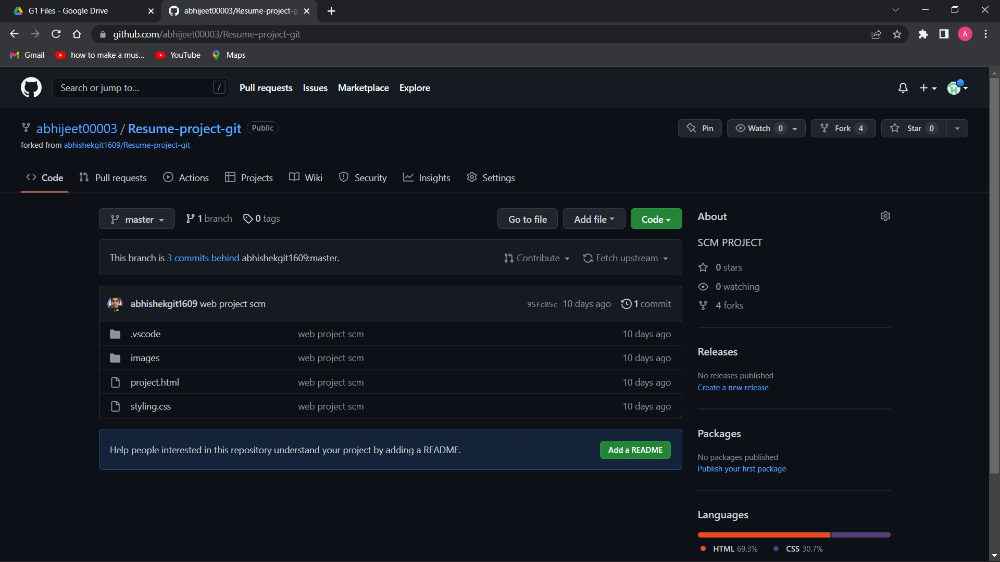 G1 Files - Google Drive
abhijeet00003/Resume-project-g
github.com/abhijeet00003/Resume-project-git
A
Gmail
how to make a mus...
YouTube
Maps
Search or jump to...
/
Pull requests
Issues
Marketplace
Explore
abhijeet00003 / Resume-project-git
Public
Pin
Watch 0
Fork 4
Star 0
forked from abhishekgit1609/Resume-project-git
Code
Pull requests
Actions
Projects
Wiki
Security
Insights
Settings
master
1 branch
0 tags
Go to file
Add file
Code
This branch is 3 commits behind abhishekgit1609:master.
Contribute
Fetch upstream
abhishekgit1609 web project scm
95fc05c 10 days ago
1 commit
.vscode web project scm 10 days ago
images web project scm 10 days ago
project.html web project scm 10 days ago
styling.css web project scm 10 days ago
Help people interested in this repository understand your project by adding a README.
Add a README
About
SCM PROJECT
0 stars
0 watching
4 forks
Releases
No releases published
Create a new release
Packages
No packages published
Publish your first package
Languages
HTML 69.3%
CSS 30.7%